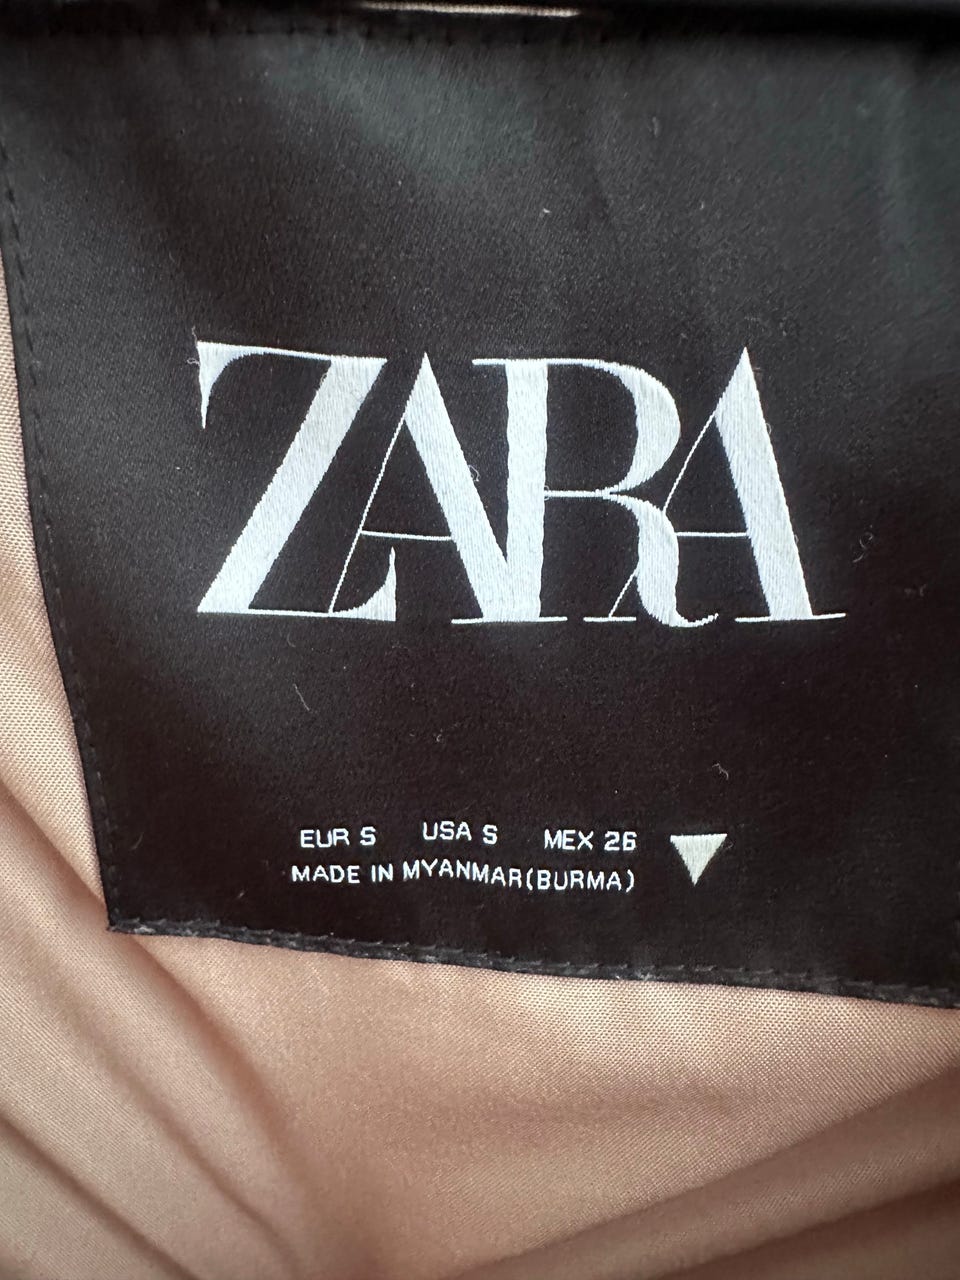 ZARA
EUR S USA S MEX 26
MADE IN MYANMAR(BURMA)